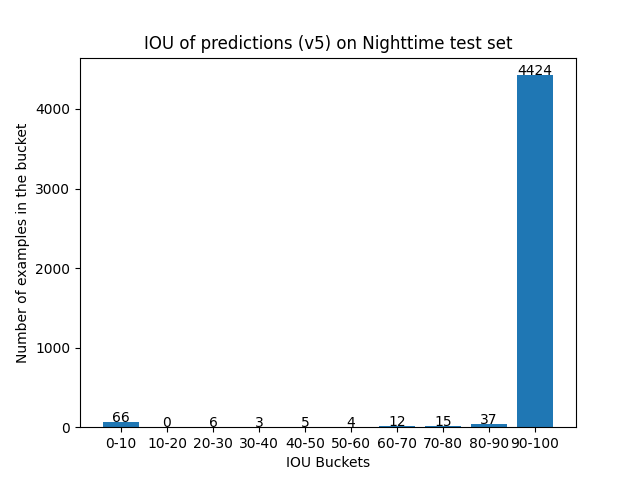 IOU of predictions (v5) on Nighttime test set
Number of examples in the bucket
4000
3000
2000
1000
0
66 0 6 3 5 4 12 15 37 4424
0-10 10-20 20-30 30-40 40-50 50-60 60-70 70-80 80-90 90-100
IOU Buckets